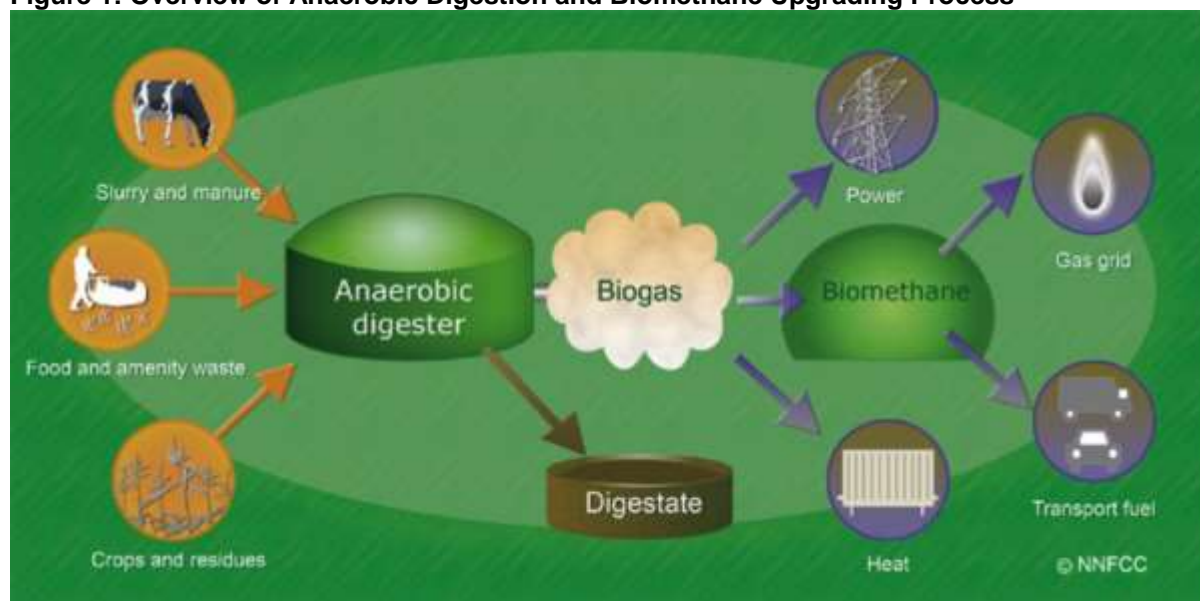 Figure 1: Overview of Anaerobic Digestion and Biomethane Upgrading Process
Slurry and manure
Power
Gas grid
Anaerobic
digester
Biogas
Biomethane
Food and amenity waste
Digestate
Transport fuel
Crops and residues
Heat
© NNFCC